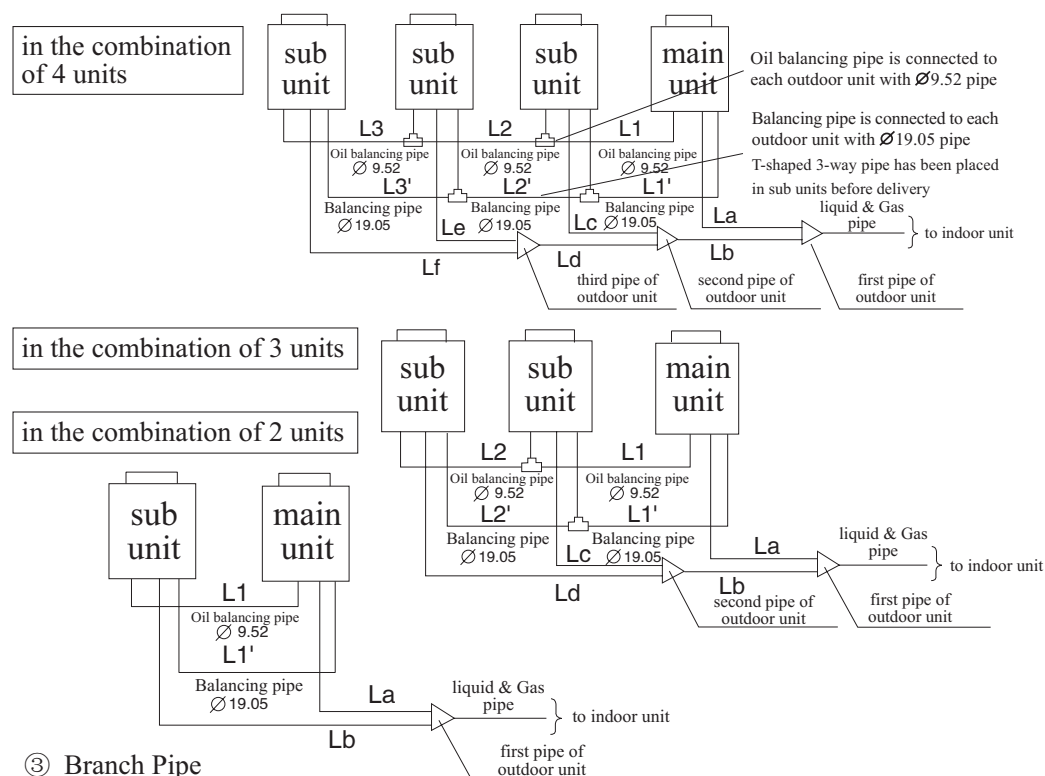 in the combination
of 4 units
sub
unit
sub
unit
sub
unit
main
unit
Oil balancing pipe is connected to
each outdoor unit with Ø9.52 pipe
Balancing pipe is connected to each
outdoor unit with Ø19.05 pipe
T-shaped 3-way pipe has been placed
in sub units before delivery
L3
L2
L1
Oil balancing pipe
Ø 9.52
Oil balancing pipe
Ø 9.52
Oil balancing pipe
Ø 9.52
L3'
L2'
L1'
Balancing pipe
Ø 19.05
Balancing pipe
Ø 19.05
Balancing pipe
Ø 19.05
Le
Lc
La
Lf
Ld
Lb
liquid & Gas
pipe
to indoor unit
third pipe of
outdoor unit
second pipe of
outdoor unit
first pipe of
outdoor unit
in the combination of 3 units
sub
unit
sub
unit
main
unit
L2
L1
Oil balancing pipe
Ø 9.52
Oil balancing pipe
Ø 9.52
L2'
L1'
Balancing pipe
Ø 19.05
Balancing pipe
Ø 19.05
Lc
La
Ld
Lb
liquid & Gas
pipe
to indoor unit
second pipe of
outdoor unit
first pipe of
outdoor unit
in the combination of 2 units
sub
unit
main
unit
L1
Oil balancing pipe
Ø 9.52
L1'
Balancing pipe
Ø 19.05
La
Lb
liquid & Gas
pipe
to indoor unit
first pipe of
outdoor unit
③ Branch Pipe